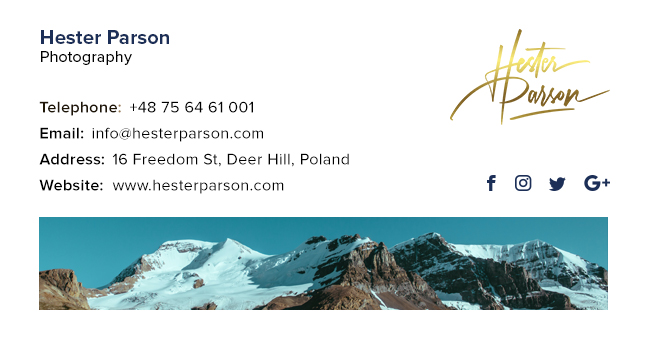 Hester Parson
Photography
Hester
Parson
Telephone: +48 75 64 61 001
Email: info@hesterparson.com
Address: 16 Freedom St, Deer Hill, Poland
Website: www.hesterparson.com
f G+